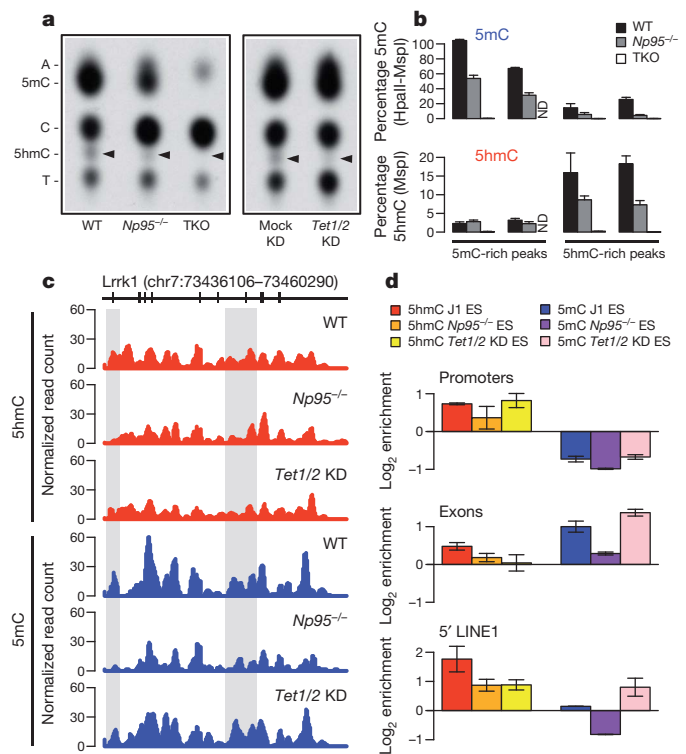 a
A
5mC
C
5hmC
T
WT
Np95–/–
TKO
Mock KD
Tet1/2 KD
b
WT
Np95–/–
TKO
5mC
Percentage 5mC
(HpaII-MspI)
100
80
60
40
20
0
ND
5hmC
Percentage
5hmC (MspI)
20
15
10
5
0
ND
5mC-rich peaks
5hmC-rich peaks
c
Lrrk1 (chr7:73436106–73460290)
5hmC
Normalized read count
60
30
0
WT
60
30
0
Np95–/–
60
30
0
Tet1/2 KD
5mC
Normalized read count
60
30
0
WT
60
30
0
Np95–/–
60
30
0
Tet1/2 KD
d
5hmC J1 ES
5mC J1 ES
5hmC Np95–/– ES
5mC Np95–/– ES
5hmC Tet1/2 KD ES
5mC Tet1/2 KD ES
Promoters
Log2 enrichment
1
0
−1
Exons
Log2 enrichment
1
0
−1
5′ LINE1
Log2 enrichment
2
1
0
−1